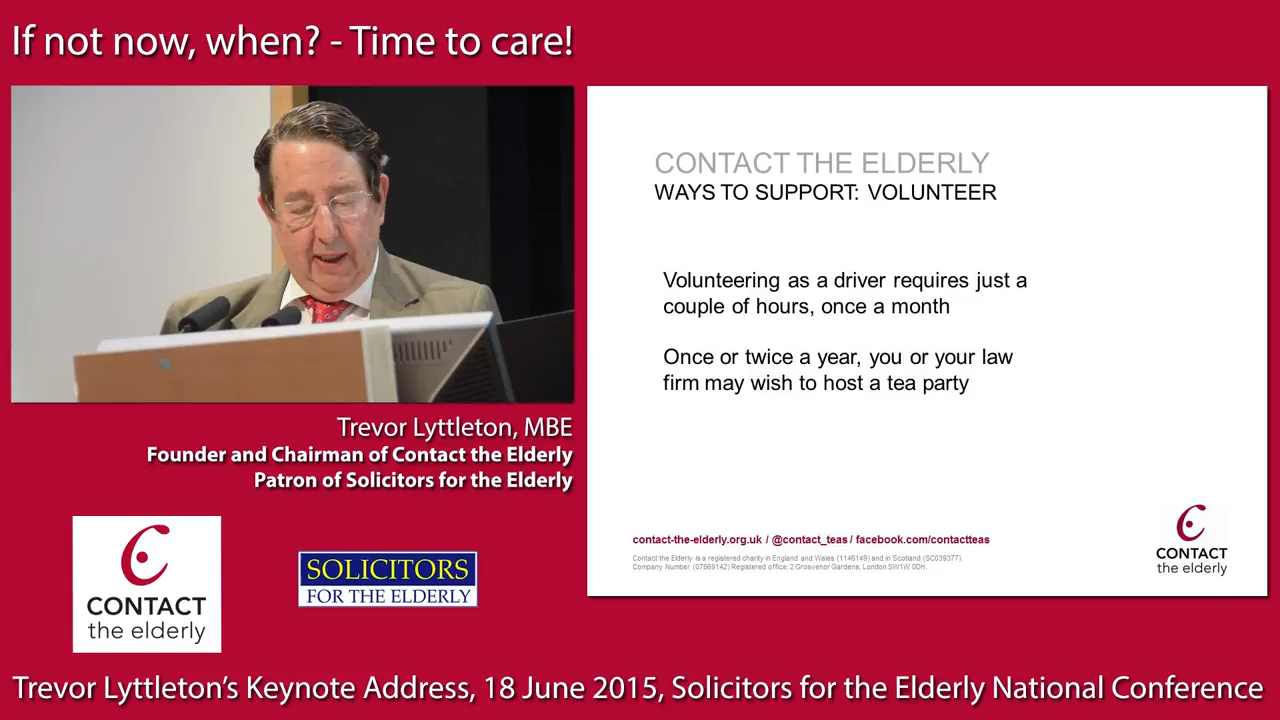 If not now, when? - Time to care!
CONTACT THE ELDERLY
WAYS TO SUPPORT: VOLUNTEER
Volunteering as a driver requires just a
couple of hours, once a month
Once or twice a year, you or your law
firm may wish to host a tea party
contact-the-elderly.org.uk / @contact_teas / facebook.com/contactteas
Contact the Elderly is a registered charity in England and Wales (1146149) and in Scotland (SC039377).
Company Number (07869142) Registered office: 2 Grosvenor Gardens, London SW1W 0DH.
CONTACT
the elderly
Trevor Lyttleton, MBE
Founder and Chairman of Contact the Elderly
Patron of Solicitors for the Elderly
CONTACT
the elderly
SOLICITORS
FOR THE ELDERLY
Trevor Lyttleton's Keynote Address, 18 June 2015, Solicitors for the Elderly National Conference